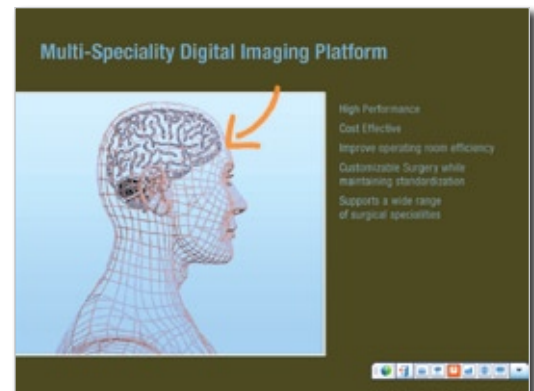 Multi-Speciality Digital Imaging Platform
High Performance
Cost Effective
Improve operating room efficiency
Customizable Surgery while
maintaining standardization
Supports a wide range
of surgical specialities